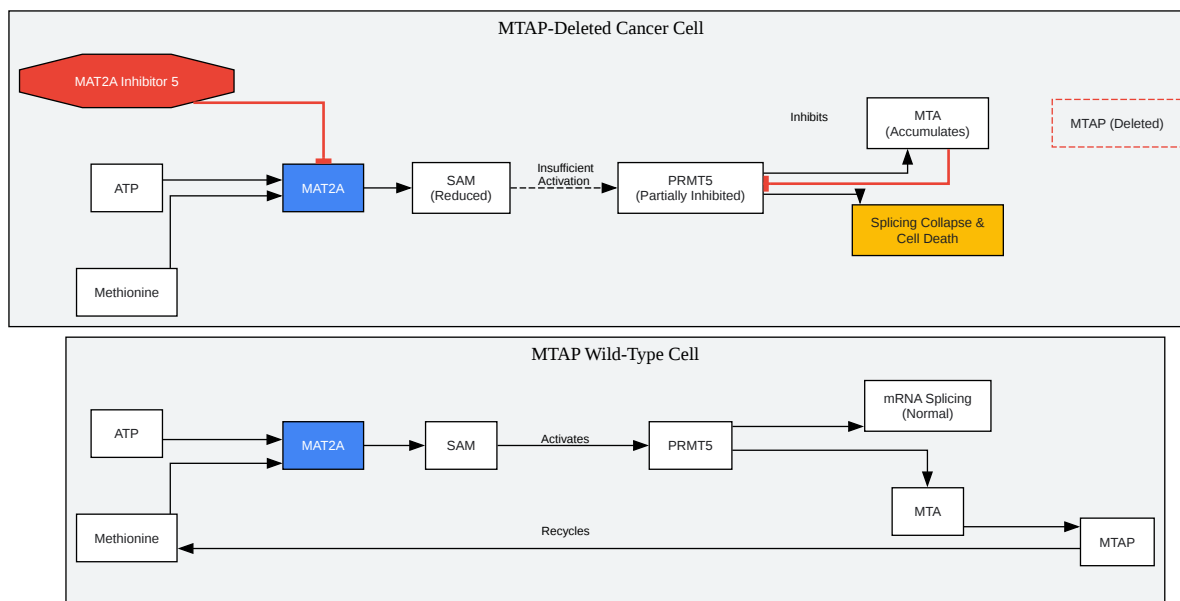 MTAP-Deleted Cancer Cell
MAT2A Inhibitor 5
Inhibits
MTA
(Accumulates)
MTAP (Deleted)
ATP
MAT2A
SAM
(Reduced)
Insufficient
Activation
PRMT5
(Partially Inhibited)
Splicing Collapse &
Cell Death
Methionine
MTAP Wild-Type Cell
ATP
MAT2A
SAM
Activates
PRMT5
mRNA Splicing
(Normal)
MTA
Methionine
Recycles
MTAP